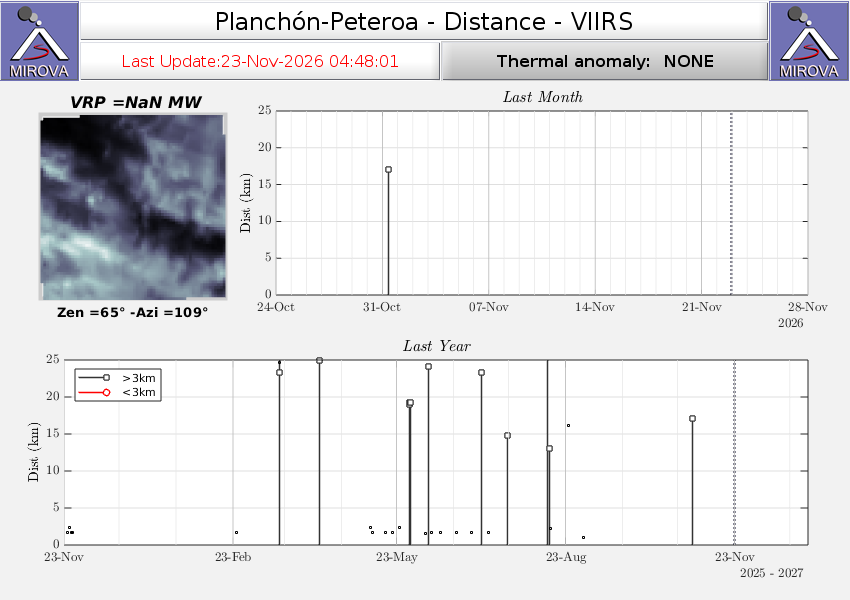 Planchón-Peteroa - Distance - VIIRS
MIROVA
Last Update:23-Nov-2026 04:48:01
Thermal anomaly: NONE
MIROVA
VRP =NaN MW
Zen =65° -Azi =109°
Last Month
25
20
15
10
5
0
Dist (km)
24-Oct
31-Oct
07-Nov
14-Nov
21-Nov
28-Nov
2026
Last Year
>3km
<3km
25
20
15
10
5
0
Dist (km)
23-Nov
23-Feb
23-May
23-Aug
23-Nov
2025 - 2027